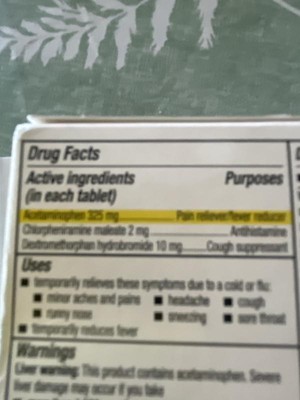 Drug Facts
Active ingredients Purposes
(in each tablet)
Acetaminophen 325 mg Pain reliever/fever reducer
Chlorpheniramine maleate 2 mg Antihistamine
Dextromethorphan hydrobromide 10 mg Cough suppressant
Uses
■ temporarily relieves these symptoms due to a cold or flu:
■ minor aches and pains ■ headache ■ cough
■ runny nose ■ sneezing ■ sore throat
■ temporarily reduces fever
Warnings
Liver warning: This product contains acetaminophen. Severe
liver damage may occur if you take